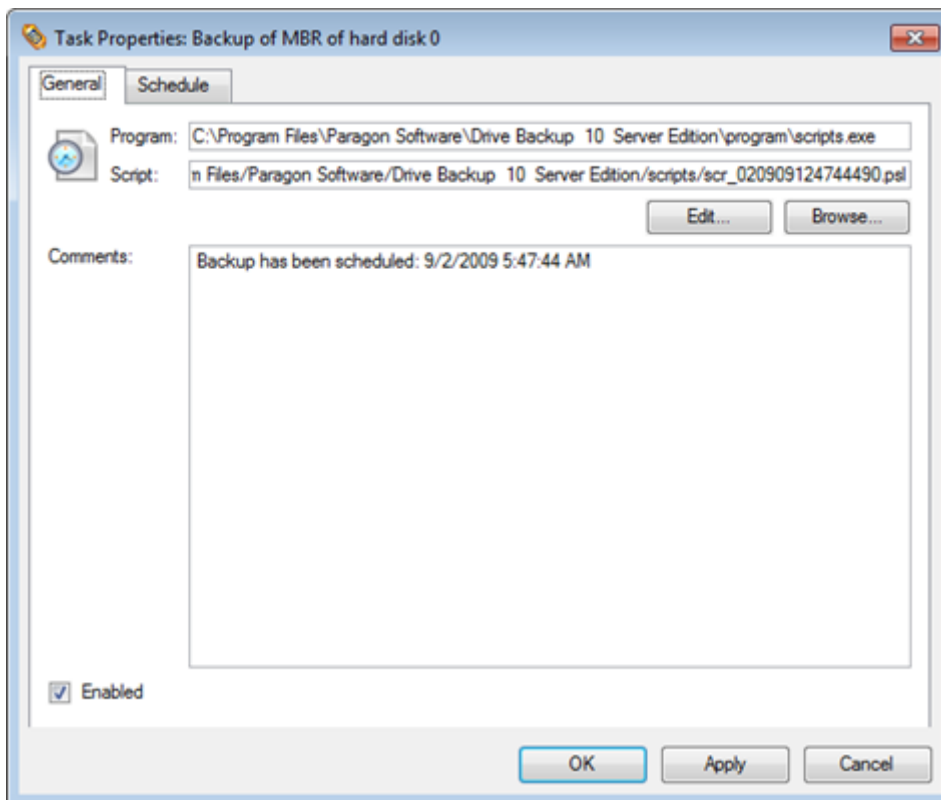 Task Properties: Backup of MBR of hard disk 0
General Schedule
Program: C:\Program Files\Paragon Software\Drive Backup 10 Server Edition\program\scripts.exe
Script: n Files/Paragon Software/Drive Backup 10 Server Edition/scripts/scr_020909124744490.psl
Edit... Browse...
Comments: Backup has been scheduled: 9/2/2009 5:47:44 AM
Enabled
OK Apply Cancel